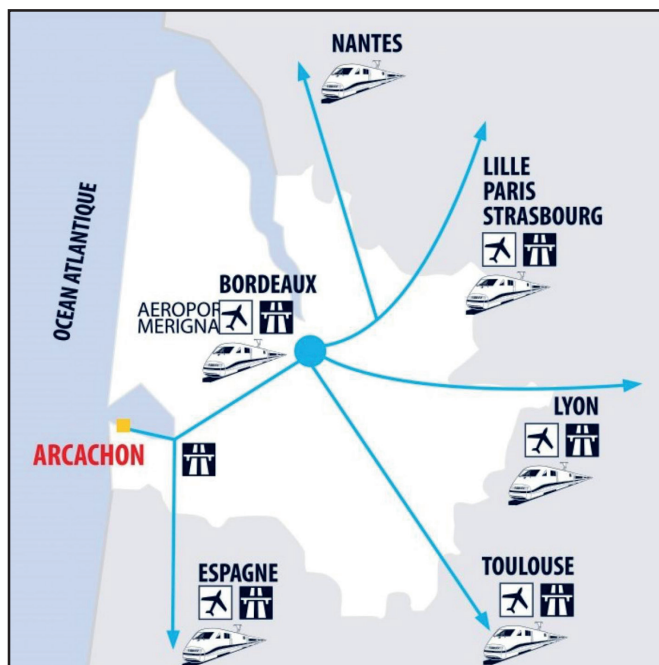 NANTES
LILLE
PARIS
STRASBOURG
OCEAN ATLANTIQUE
BORDEAUX
AEROPOR
MERIGNA
LYON
ARCACHON
ESPAGNE
TOULOUSE